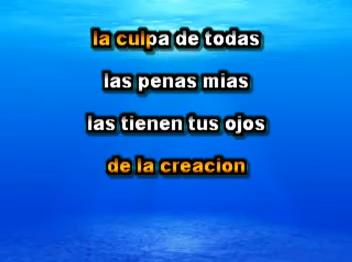 la culpa de todas
las penas mias
las tienen tus ojos
de la creacion